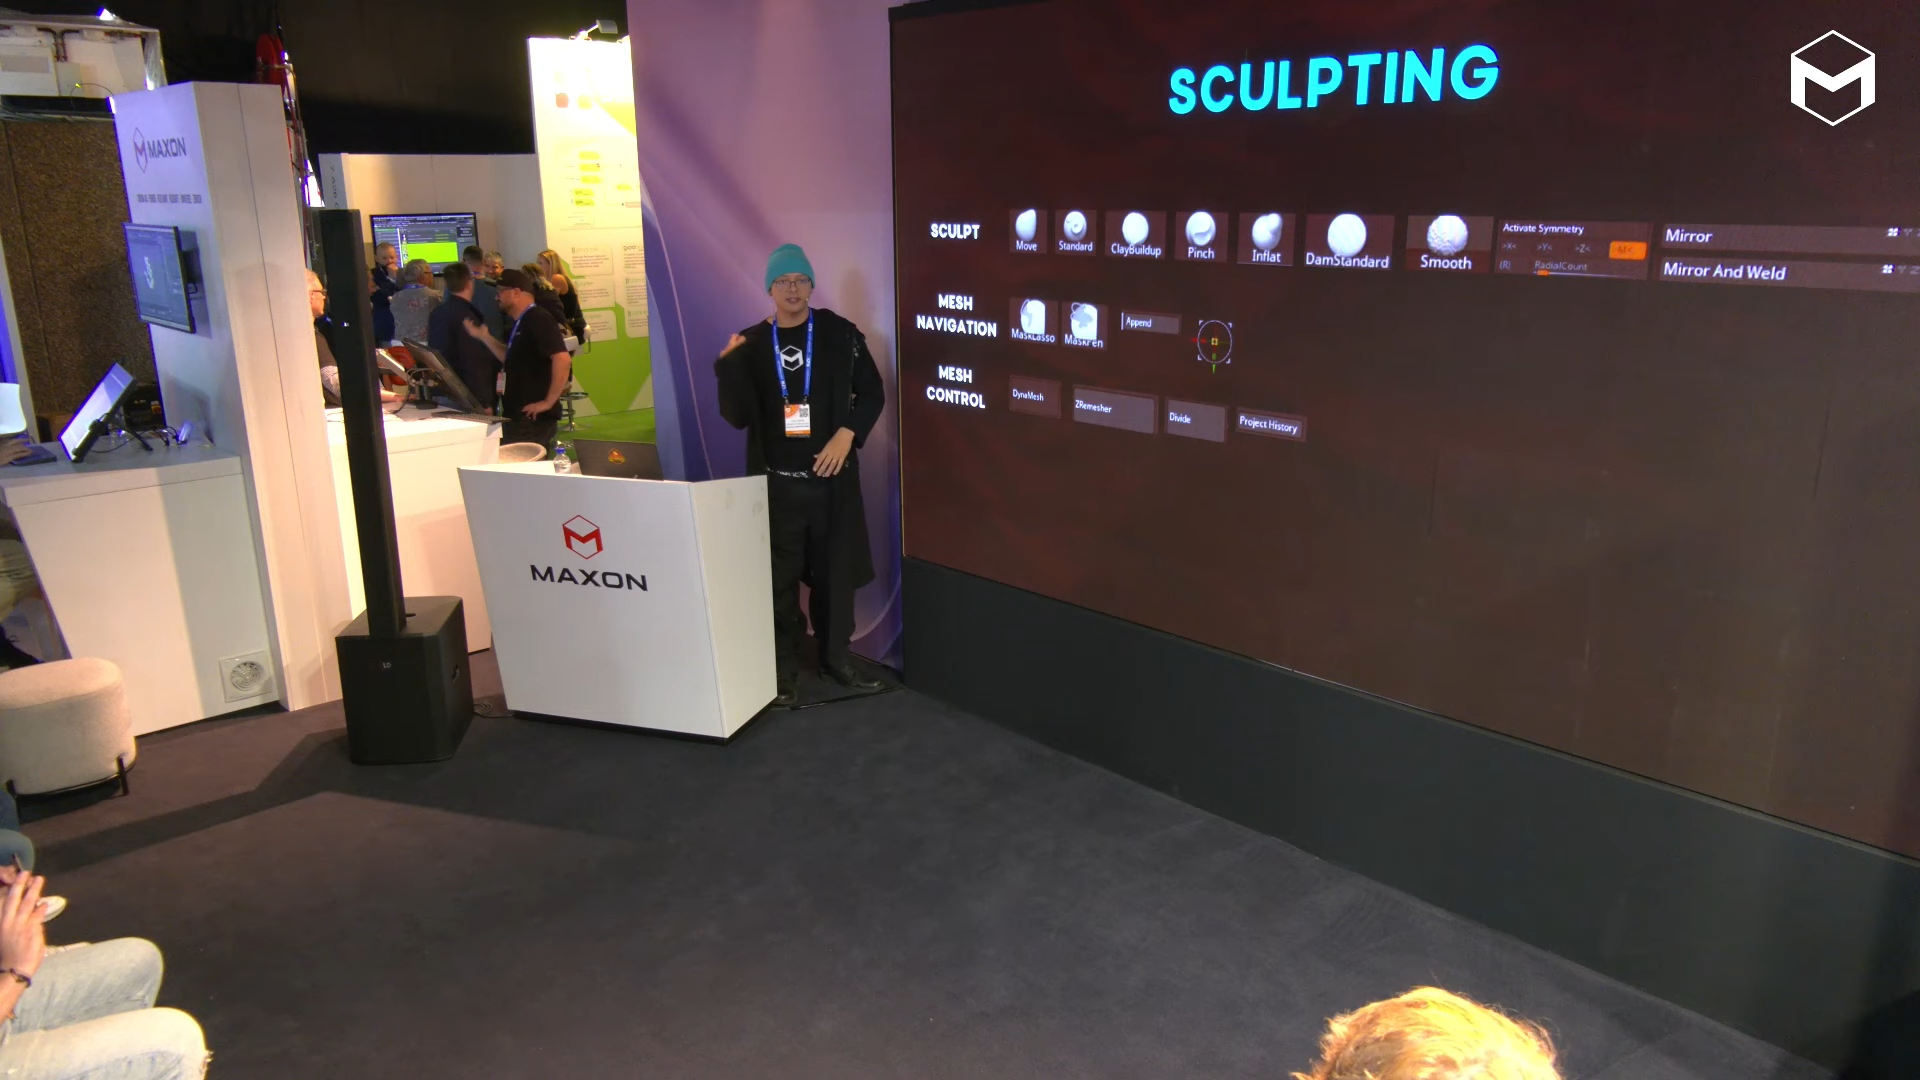 SCULPTING
SCULPT
Move
Standard
ClayBuildup
Pinch
Inflat
DamStandard
Smooth
Activate Symmetry
>X< >Y< >Z< >M<
(R) RadialCount
Mirror
Mirror And Weld
MESH
NAVIGATION
MaskLasso
MaskPen
Append
MESH
CONTROL
DynaMesh
ZRemesher
Divide
Project History
MAXON
MAXON